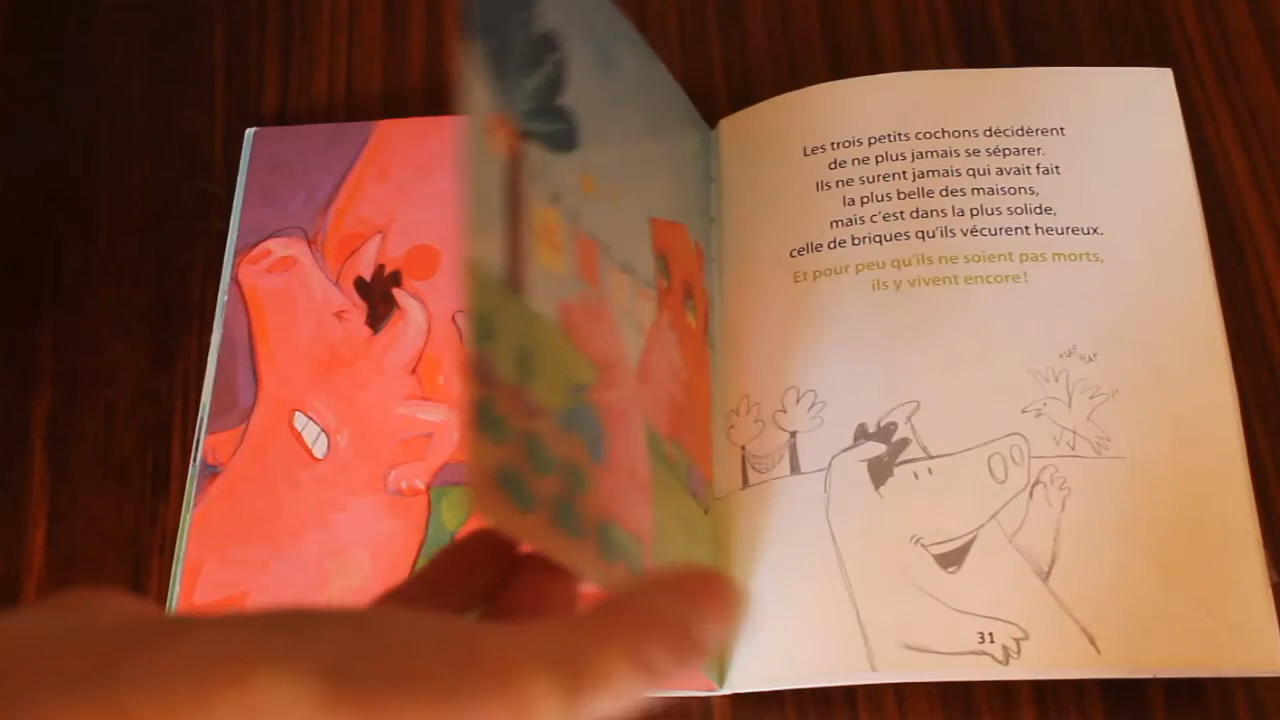 Les trois petits cochons décidèrent
de ne plus jamais se séparer.
Ils ne surent jamais qui avait fait
la plus belle des maisons,
mais c'est dans la plus solide,
celle de briques qu'ils vécurent heureux.
Et pour peu qu'ils ne soient pas morts,
ils y vivent encore!
31